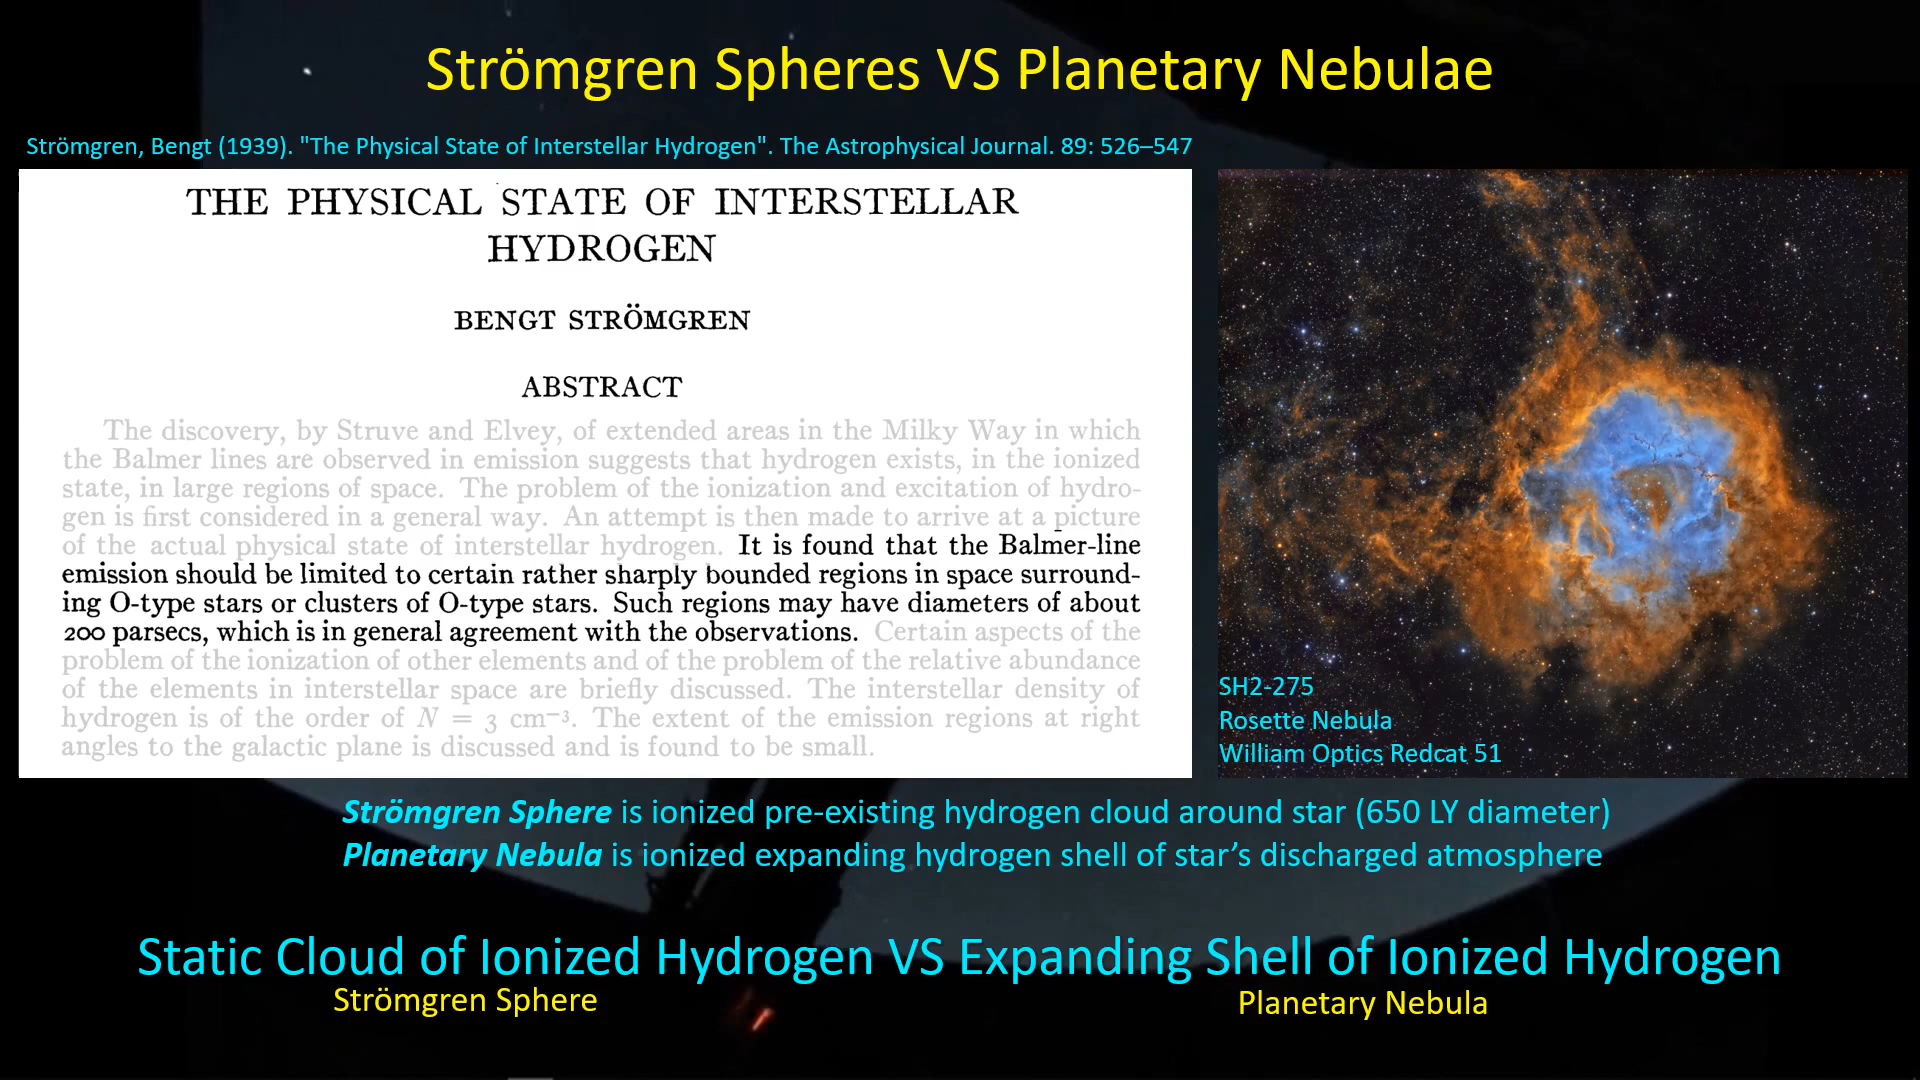 Strömgren Spheres VS Planetary Nebulae
Strömgren, Bengt (1939). "The Physical State of Interstellar Hydrogen". The Astrophysical Journal. 89: 526–547
THE PHYSICAL STATE OF INTERSTELLAR
HYDROGEN
BENGT STRÖMGREN
ABSTRACT
The discovery, by Struve and Elvey, of extended areas in the Milky Way in which
the Balmer lines are observed in emission suggests that hydrogen exists, in the ionized
state, in large regions of space. The problem of the ionization and excitation of hydro-
gen is first considered in a general way. An attempt is then made to arrive at a picture
of the actual physical state of interstellar hydrogen. It is found that the Balmer-line
emission should be limited to certain rather sharply bounded regions in space surround-
ing O-type stars or clusters of O-type stars. Such regions may have diameters of about
200 parsecs, which is in general agreement with the observations. Certain aspects of the
problem of the ionization of other elements and of the problem of the relative abundance
of the elements in interstellar space are briefly discussed. The interstellar density of
hydrogen is of the order of N = 3 cm⁻³. The extent of the emission regions at right
angles to the galactic plane is discussed and is found to be small.
SH2-275
Rosette Nebula
William Optics Redcat 51
Strömgren Sphere is ionized pre-existing hydrogen cloud around star (650 LY diameter)
Planetary Nebula is ionized expanding hydrogen shell of star’s discharged atmosphere
Static Cloud of Ionized Hydrogen VS Expanding Shell of Ionized Hydrogen
Strömgren Sphere
Planetary Nebula